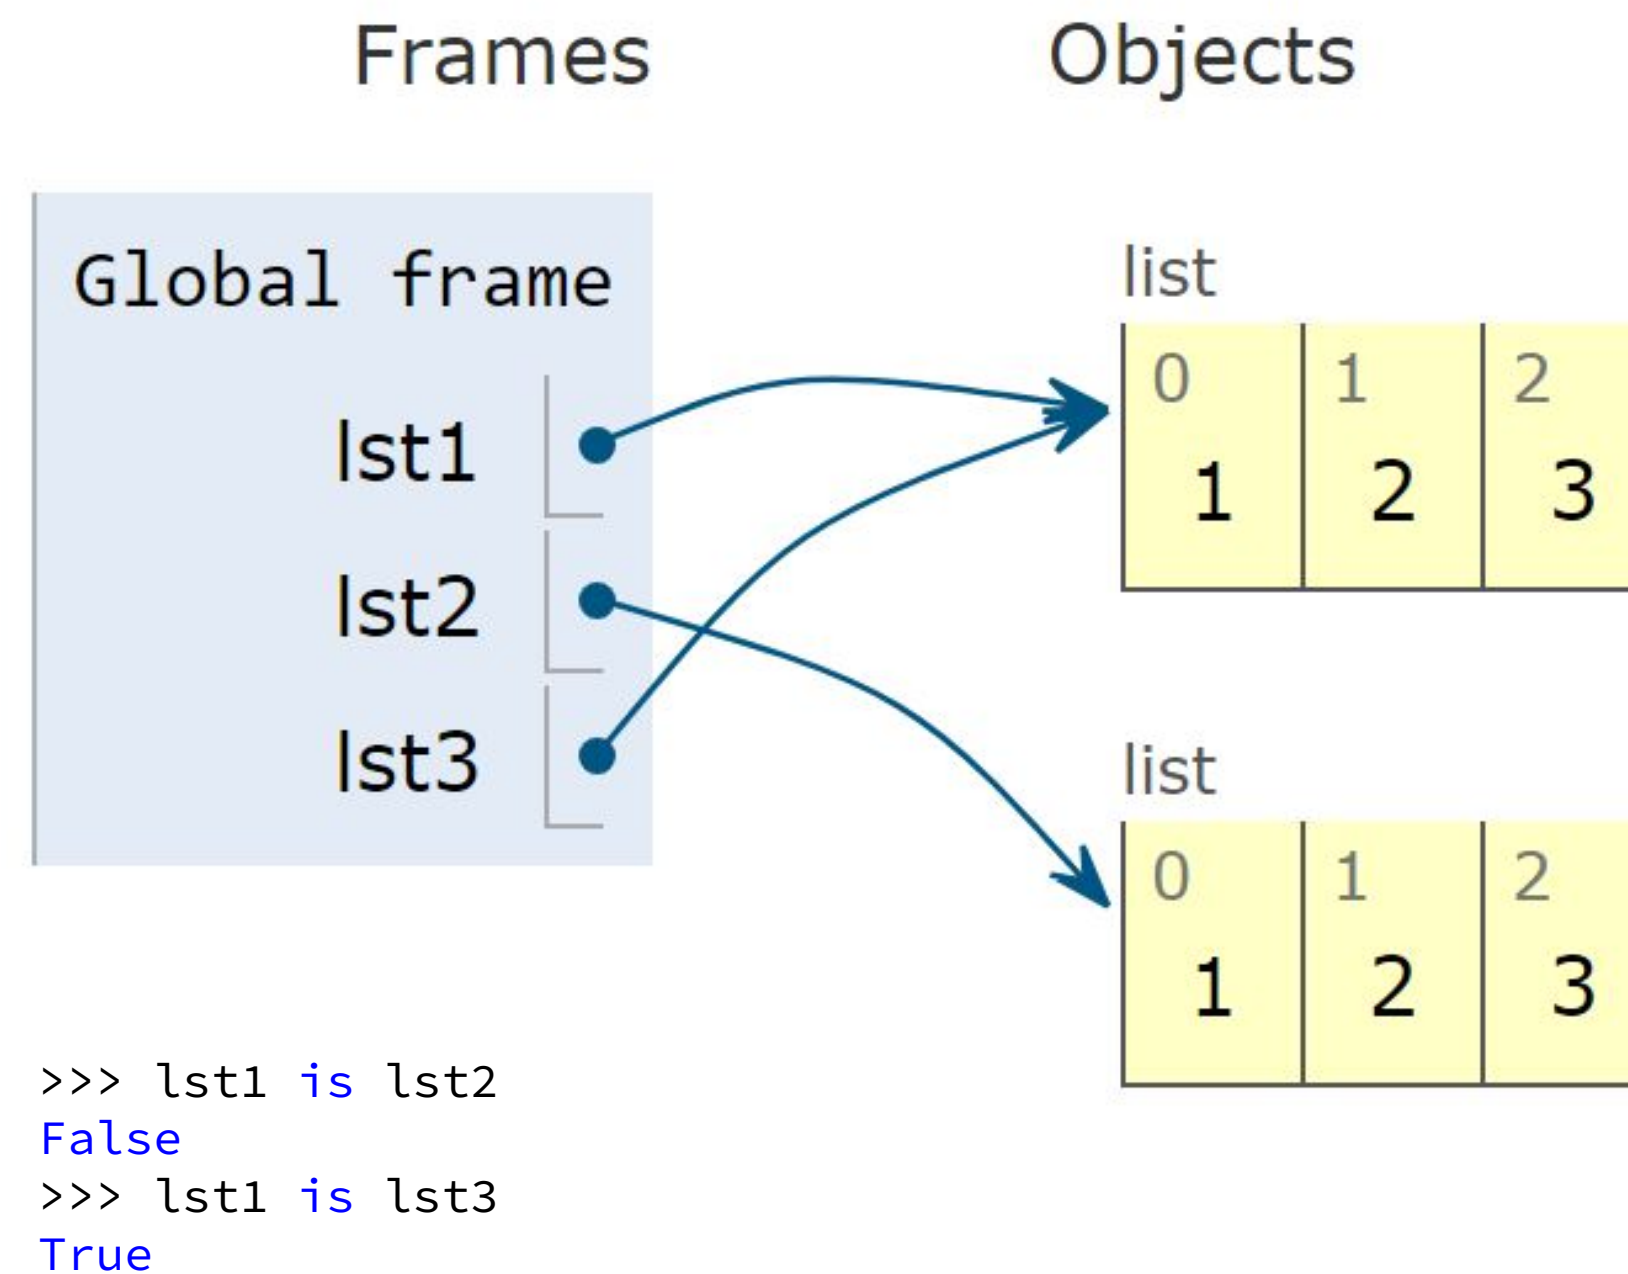 Frames Objects
Global frame
list
0 1 2
lst1
1 2 3
lst2
lst3
list
0 1 2
1 2 3
>>> lst1 is lst2
False
>>> lst1 is lst3
True